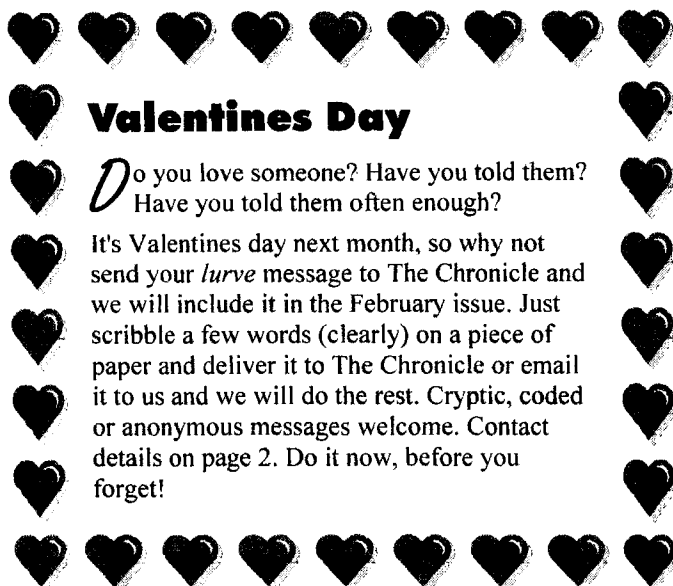 Valentines Day
Do you love someone? Have you told them?
Have you told them often enough?
It's Valentines day next month, so why not
send your lurve message to The Chronicle and
we will include it in the February issue. Just
scribble a few words (clearly) on a piece of
paper and deliver it to The Chronicle or email
it to us and we will do the rest. Cryptic, coded
or anonymous messages welcome. Contact
details on page 2. Do it now, before you
forget!